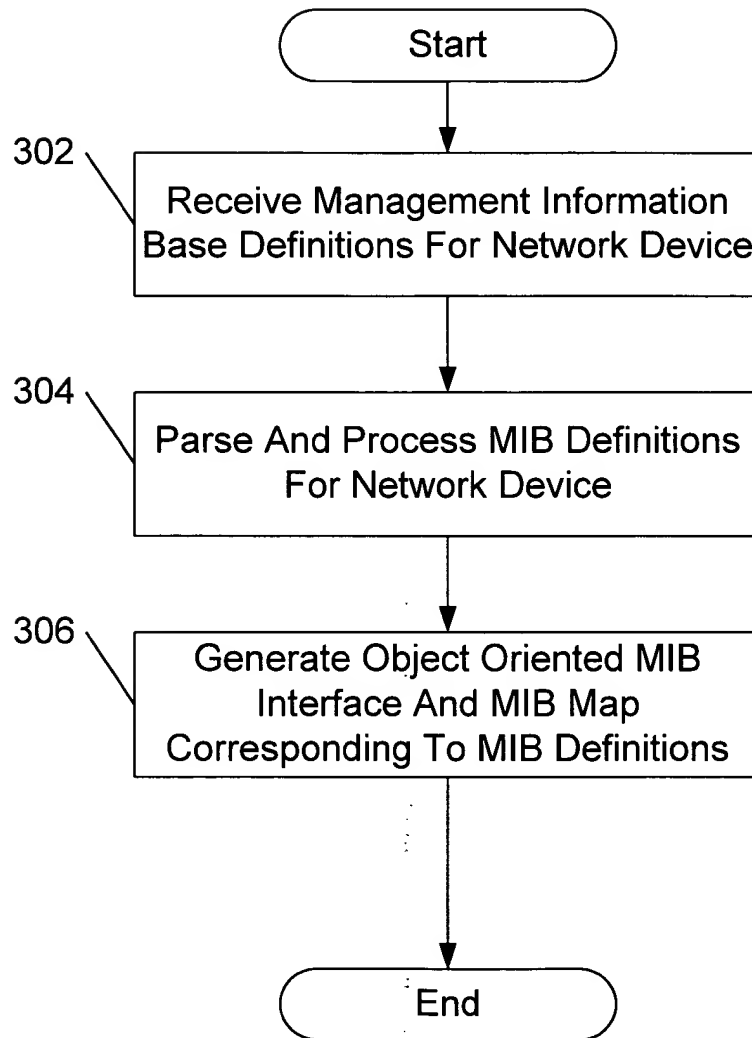 Start
302
Receive Management Information
Base Definitions For Network Device
304
Parse And Process MIB Definitions
For Network Device
306
Generate Object Oriented MIB
Interface And MIB Map
Corresponding To MIB Definitions
End